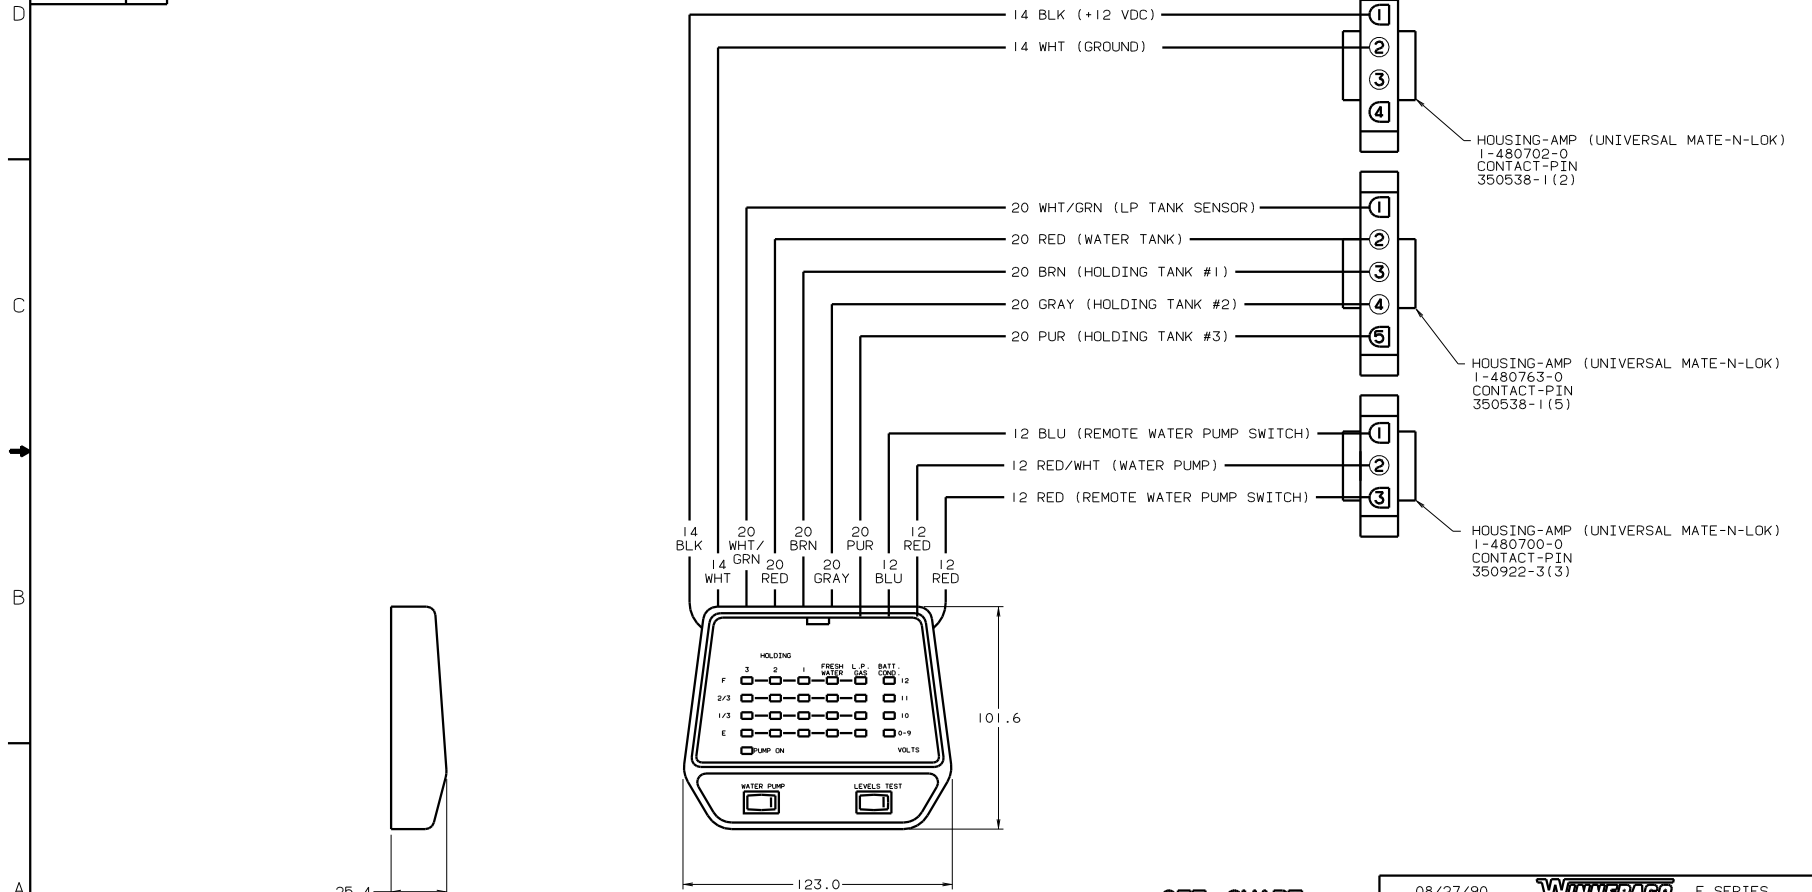 D
14 BLK (+12 VDC)
1
14 WHT (GROUND)
2
3
4
HOUSING-AMP (UNIVERSAL MATE-N-LOK)
1-480702-0
CONTACT-PIN
350538-1(2)
20 WHT/GRN (LP TANK SENSOR)
1
20 RED (WATER TANK)
2
20 BRN (HOLDING TANK #1)
3
C
20 GRAY (HOLDING TANK #2)
4
20 PUR (HOLDING TANK #3)
5
HOUSING-AMP (UNIVERSAL MATE-N-LOK)
1-480763-0
CONTACT-PIN
350538-1(5)
12 BLU (REMOTE WATER PUMP SWITCH)
1
12 RED/WHT (WATER PUMP)
2
12 RED (REMOTE WATER PUMP SWITCH)
3
HOUSING-AMP (UNIVERSAL MATE-N-LOK)
1-480700-0
CONTACT-PIN
350922-3(3)
14
BLK
14
WHT
20
WHT/
GRN
20
RED
20
BRN
20
GRAY
20
PUR
12
BLU
12
RED
12
RED
B
HOLDING
3 2 1 FRESH WATER L.P. GAS BATT. COND.
F 12
2/3 11
1/3 10
E 0-9
PUMP ON VOLTS
WATER PUMP LEVELS TEST
101.6
123.0
25.4
A
SEE CHART
08/27/90 WINNEBAGO F SERIES